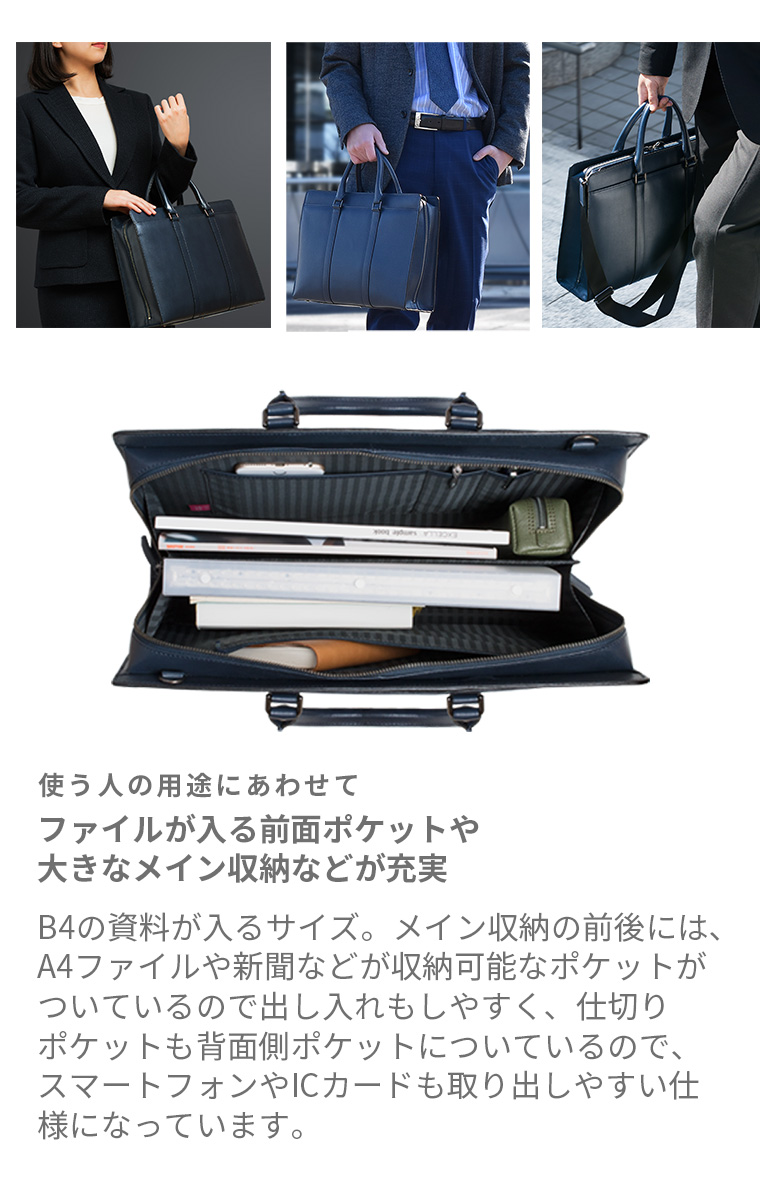 EXCELLA : sample book
使う人の用途にあわせて
ファイルが入る前面ポケットや
大きなメイン収納などが充実
B4の資料が入るサイズ。メイン収納の前後には、
A4ファイルや新聞などが収納可能なポケットが
ついているので出し入れもしやすく、仕切り
ポケットも背面側ポケットについているので、
スマートフォンやICカードも取り出しやすい仕
様になっています。